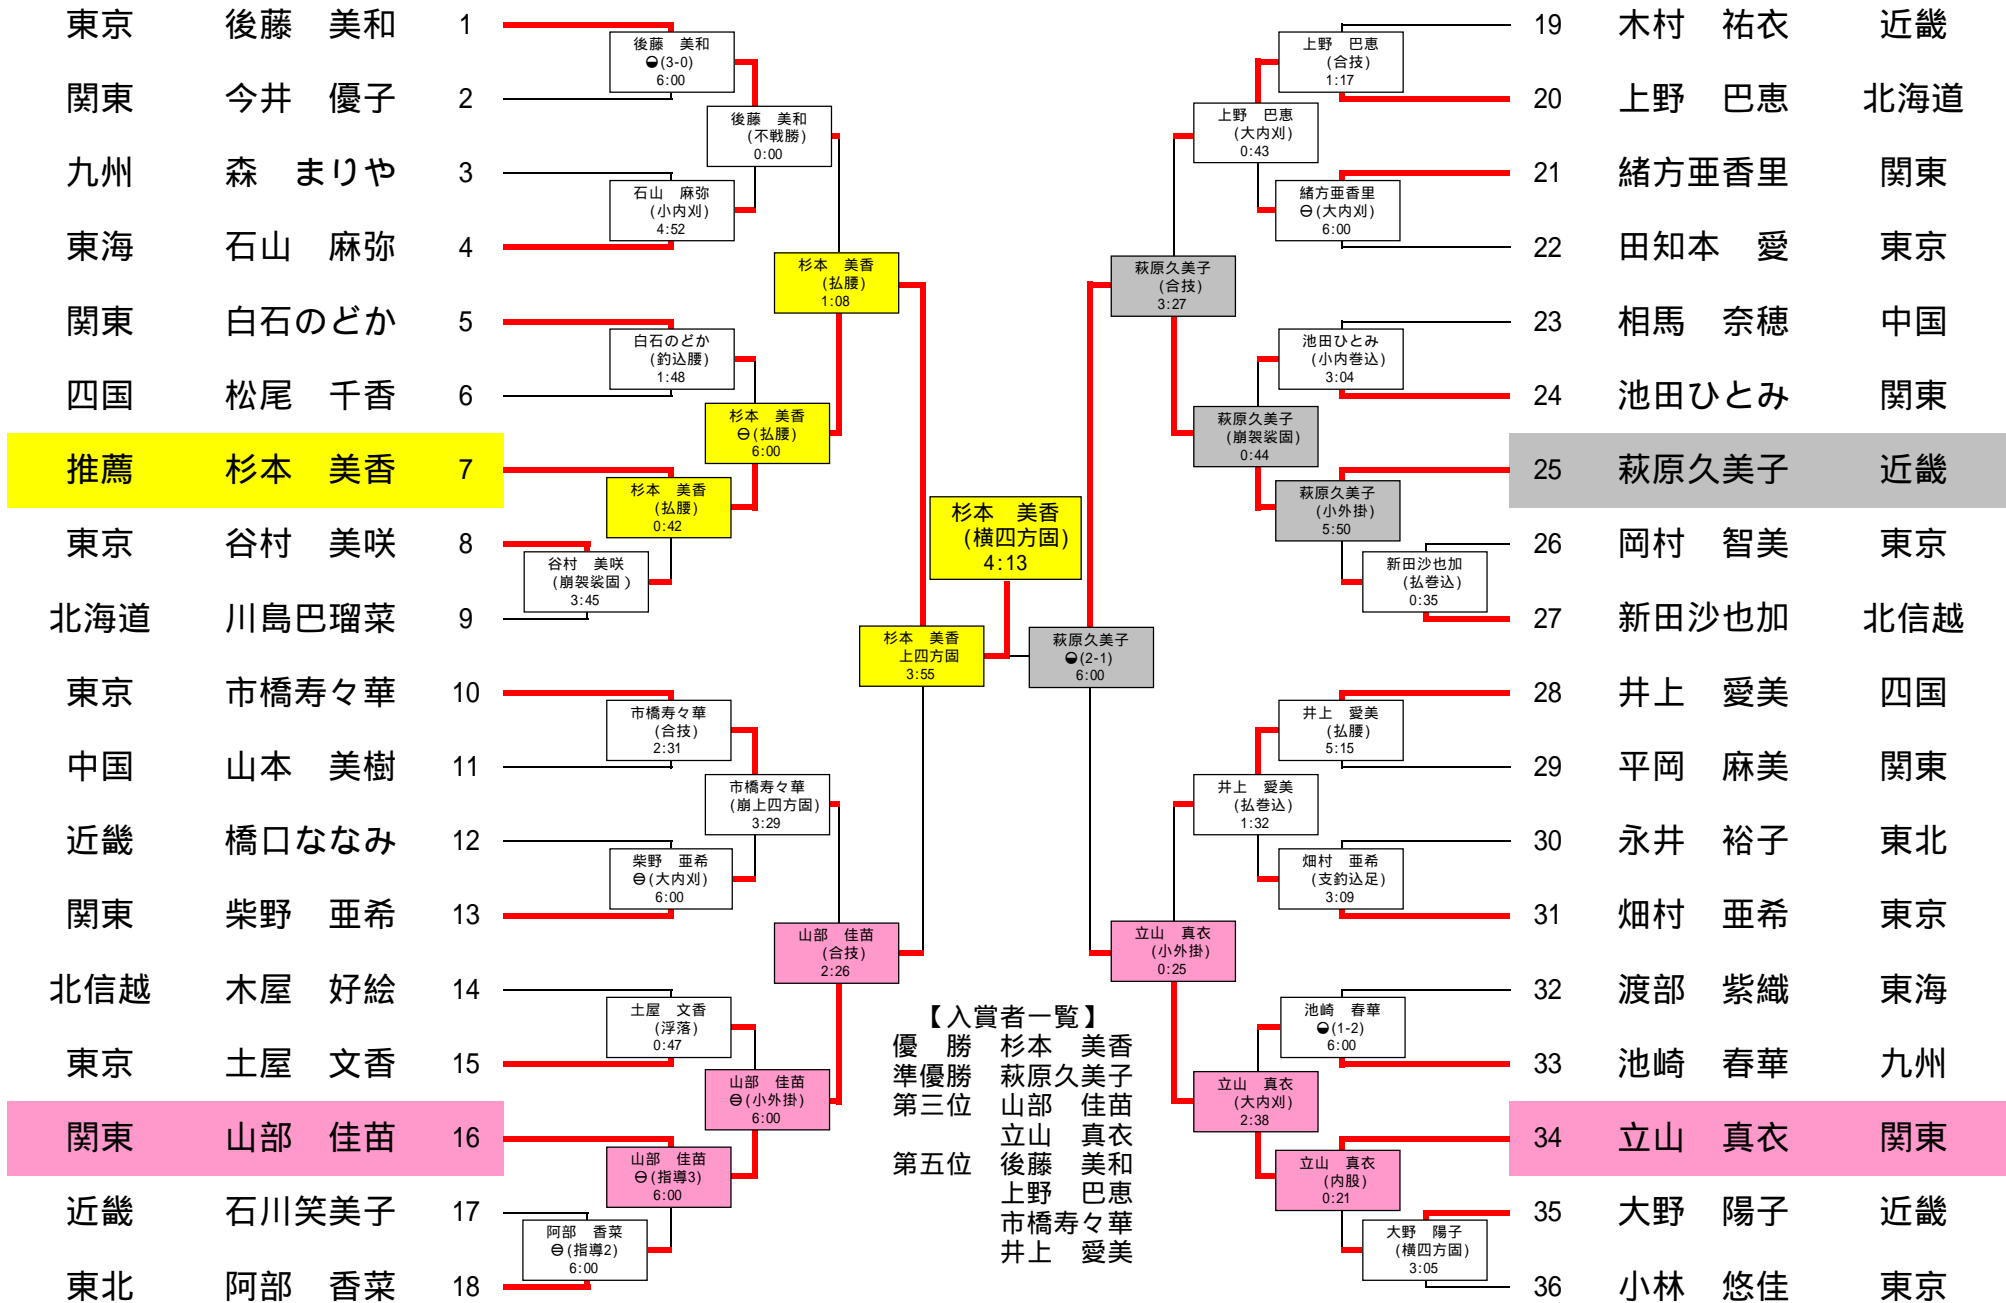 東京 後藤 美和 1
関東 今井 優子 2
九州 森 まりや 3
東海 石山 麻弥 4
関東 白石のどか 5
四国 松尾 千香 6
推薦 杉本 美香 7
東京 谷村 美咲 8
北海道 川島巴瑠菜 9
東京 市橋寿々華 10
中国 山本 美樹 11
近畿 橋口ななみ 12
関東 柴野 亜希 13
北信越 木屋 好絵 14
東京 土屋 文香 15
関東 山部 佳苗 16
近畿 石川笑美子 17
東北 阿部 香菜 18
後藤 美和
◒(3-0)
6:00
石山 麻弥
(小内刈)
4:52
白石のどか
(釣込腰)
1:48
杉本 美香
(払腰)
0:42
谷村 美咲
(崩袈裟固)
3:45
市橋寿々華
(合技)
2:31
柴野 亜希
⊖(大内刈)
6:00
土屋 文香
(浮落)
0:47
山部 佳苗
⊖(指導3)
6:00
阿部 香菜
⊖(指導2)
6:00
後藤 美和
(不戦勝)
0:00
杉本 美香
⊖(払腰)
6:00
市橋寿々華
(崩上四方固)
3:29
山部 佳苗
⊖(小外掛)
6:00
杉本 美香
(払腰)
1:08
山部 佳苗
(合技)
2:26
杉本 美香
上四方固
3:55
杉本 美香
(横四方固)
4:13
萩原久美子
◒(2-1)
6:00
萩原久美子
(合技)
3:27
立山 真衣
(小外掛)
0:25
上野 巴恵
(大内刈)
0:43
萩原久美子
(崩袈裟固)
0:44
井上 愛美
(払巻込)
1:32
立山 真衣
(大内刈)
2:38
上野 巴恵
(合技)
1:17
緒方亜香里
⊖(大内刈)
6:00
池田ひとみ
(小内巻込)
3:04
萩原久美子
(小外掛)
5:50
新田沙也加
(払巻込)
0:35
井上 愛美
(払腰)
5:15
畑村 亜希
(支釣込足)
3:09
池崎 春華
◒(1-2)
6:00
立山 真衣
(内股)
0:21
大野 陽子
(横四方固)
3:05
19 木村 祐衣 近畿
20 上野 巴恵 北海道
21 緒方亜香里 関東
22 田知本 愛 東京
23 相馬 奈穂 中国
24 池田ひとみ 関東
25 萩原久美子 近畿
26 岡村 智美 東京
27 新田沙也加 北信越
28 井上 愛美 四国
29 平岡 麻美 関東
30 永井 裕子 東北
31 畑村 亜希 東京
32 渡部 紫織 東海
33 池崎 春華 九州
34 立山 真衣 関東
35 大野 陽子 近畿
36 小林 悠佳 東京
【入賞者一覧】
優 勝 杉本 美香
準優勝 萩原久美子
第三位 山部 佳苗
立山 真衣
第五位 後藤 美和
上野 巴恵
市橋寿々華
井上 愛美